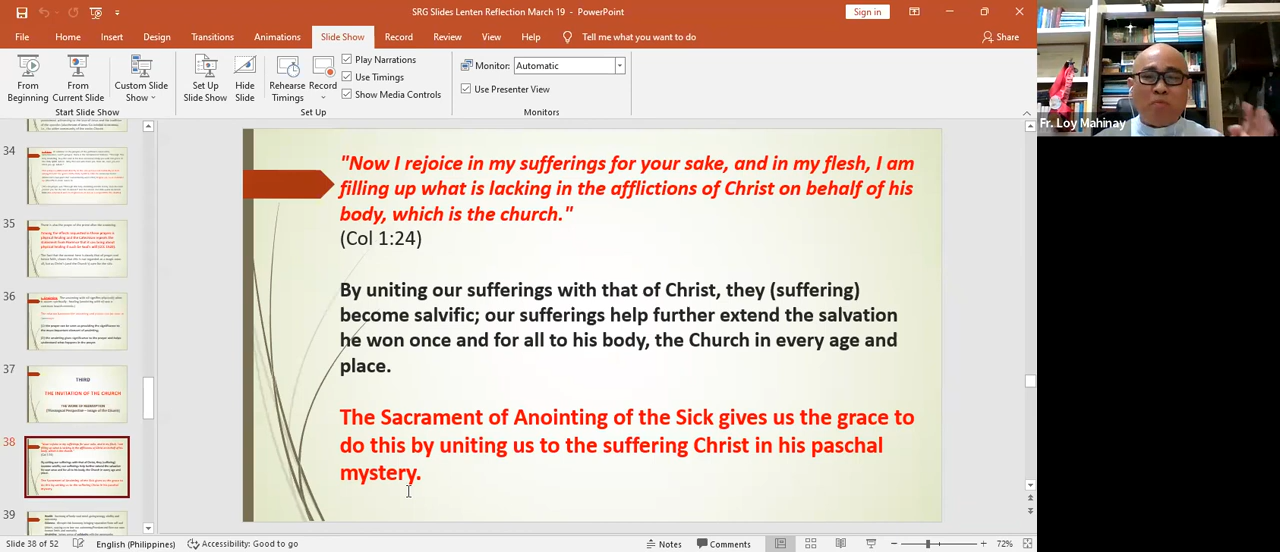 SRG Slides Lenten Reflection March 19 - PowerPoint
Sign in
File Home Insert Design Transitions Animations Slide Show Record Review View Help Tell me what you want to do
Share
From Beginning
From Current Slide
Custom Slide Show
Set Up Slide Show
Hide Slide
Rehearse Timings
Record
Play Narrations
Use Timings
Show Media Controls
Monitor: Automatic
Use Presenter View
Start Slide Show
Set Up
Monitors
Fr. Loy Mahinay
34
35
36
37
THIRD
THE INVITATION OF THE CHURCH
38
39
"Now I rejoice in my sufferings for your sake, and in my flesh, I am
filling up what is lacking in the afflictions of Christ on behalf of his
body, which is the church."
(Col 1:24)
By uniting our sufferings with that of Christ, they (suffering)
become salvific; our sufferings help further extend the salvation
he won once and for all to his body, the Church in every age and
place.
The Sacrament of Anointing of the Sick gives us the grace to
do this by uniting us to the suffering Christ in his paschal
mystery.
Slide 38 of 52 English (Philippines) Accessibility: Good to go Notes Comments 72%